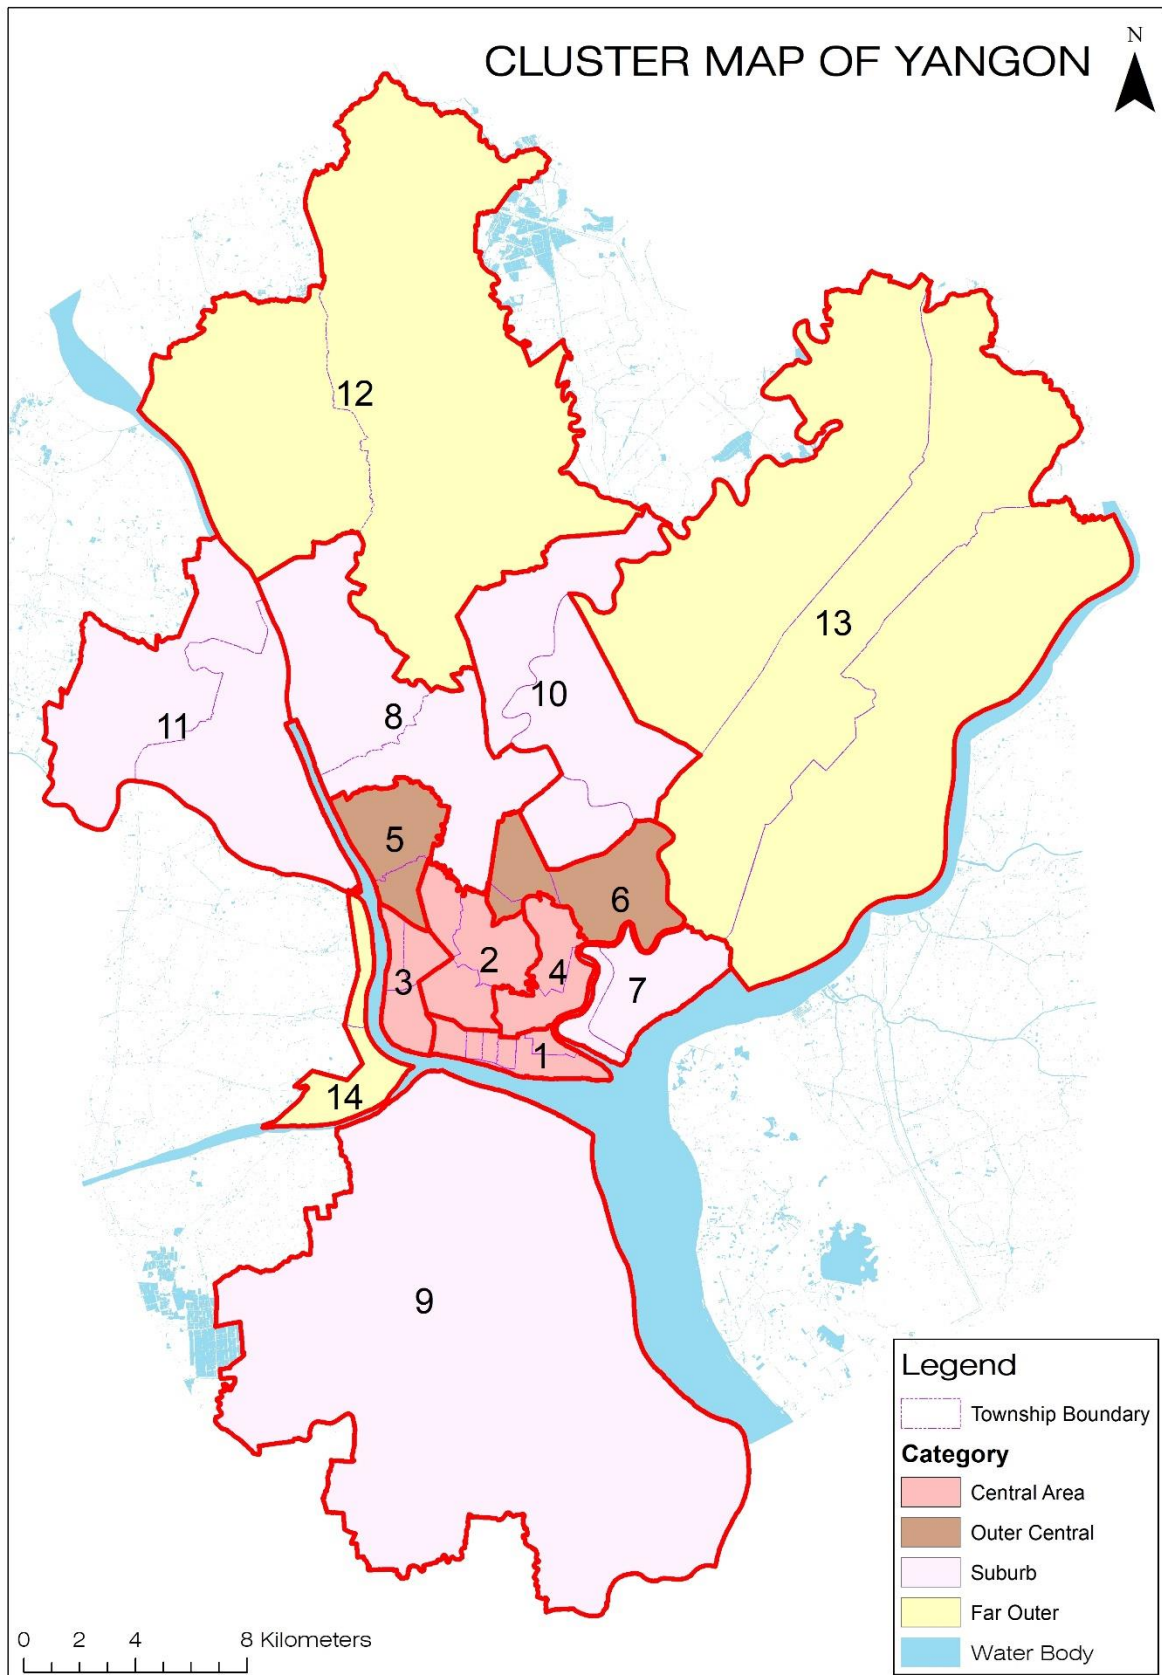 CLUSTER MAP OF YANGON
N
12
13
10
11
8
5
6
2
4
3
7
1
14
9
Legend
Township Boundary
Category
Central Area
Outer Central
Suburb
Far Outer
Water Body
0 2 4 8 Kilometers